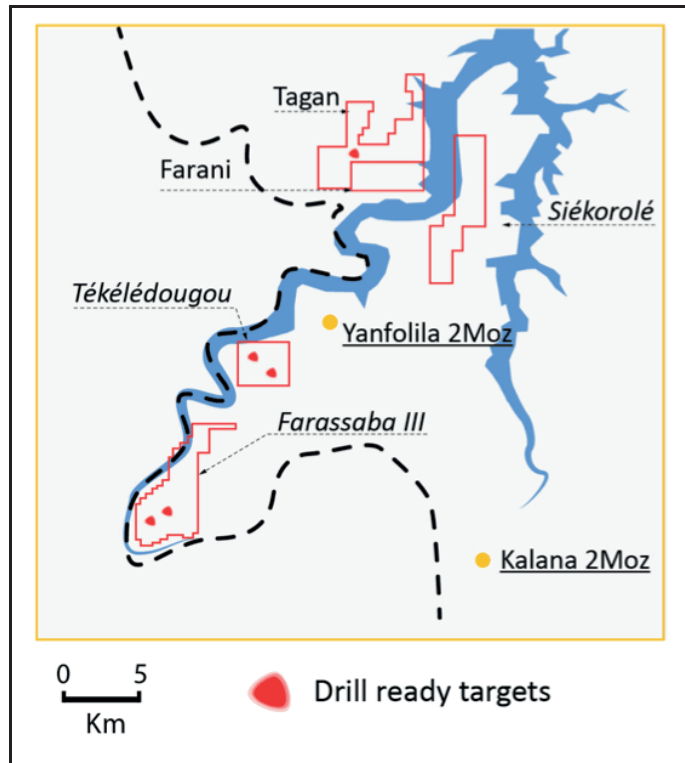 Tagan
Farani
Siékorolé
Tékélédougou
Yanfolila 2Moz
Farassaba III
Kalana 2Moz
0 5
Km
Drill ready targets